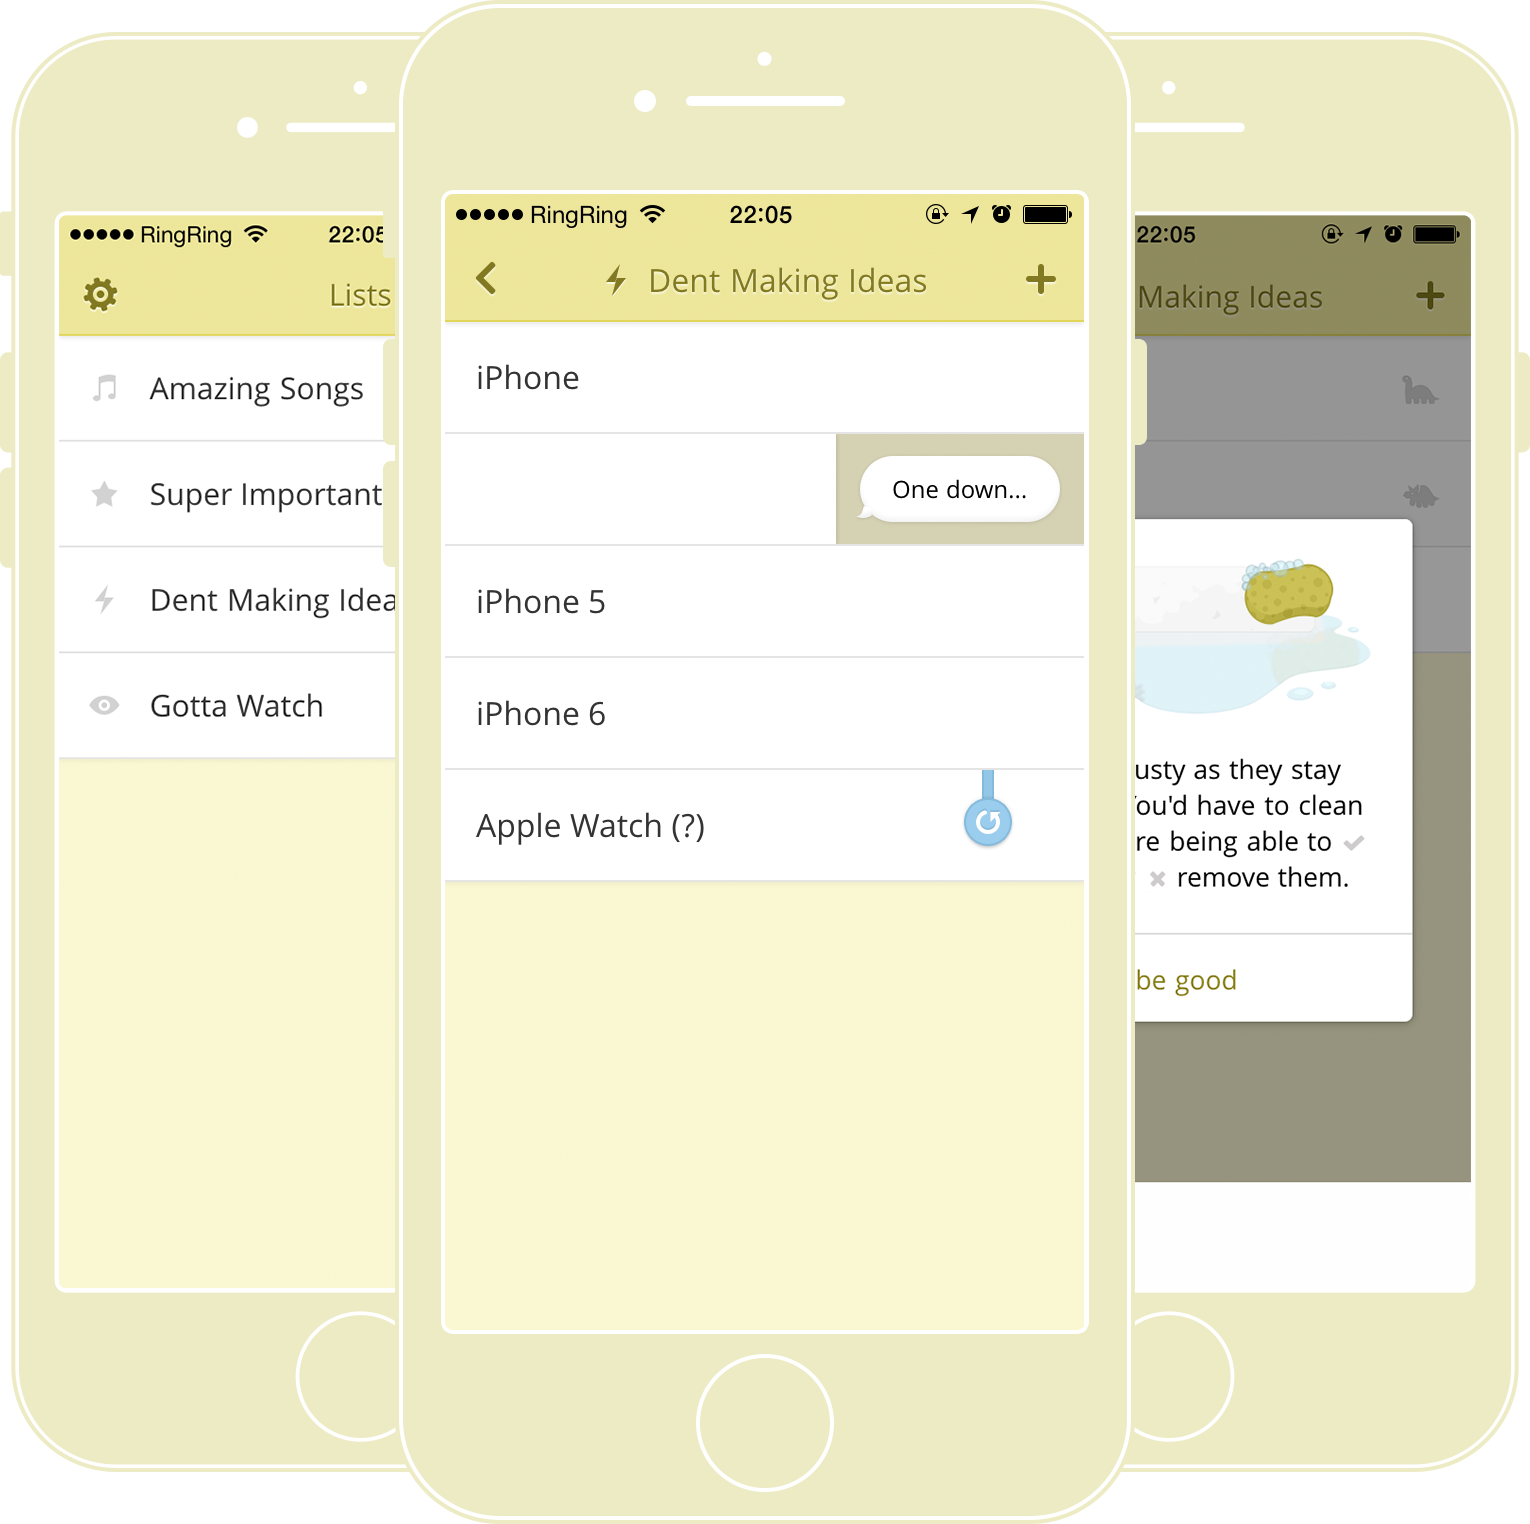 RingRing 22:05
Lists
Amazing Songs
Super Important
Dent Making Idea
Gotta Watch
RingRing 22:05
Dent Making Ideas
iPhone
One down...
iPhone 5
iPhone 6
Apple Watch (?)
22:05
Making Ideas
usty as they stay
You'd have to clean
re being able to
remove them.
be good